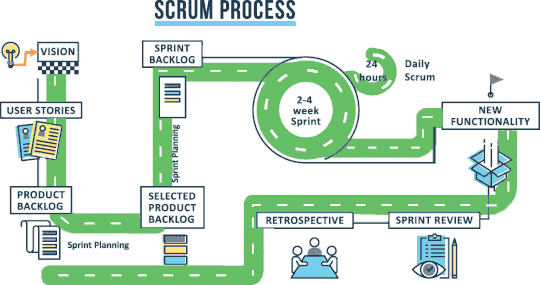 SCRUM PROCESS
VISION
USER STORIES
PRODUCT
BACKLOG
Sprint Planning
SELECTED
PRODUCT
BACKLOG
Sprint Planning
SPRINT
BACKLOG
2-4
week
Sprint
24
hours
Daily
Scrum
NEW
FUNCTIONALITY
SPRINT REVIEW
RETROSPECTIVE